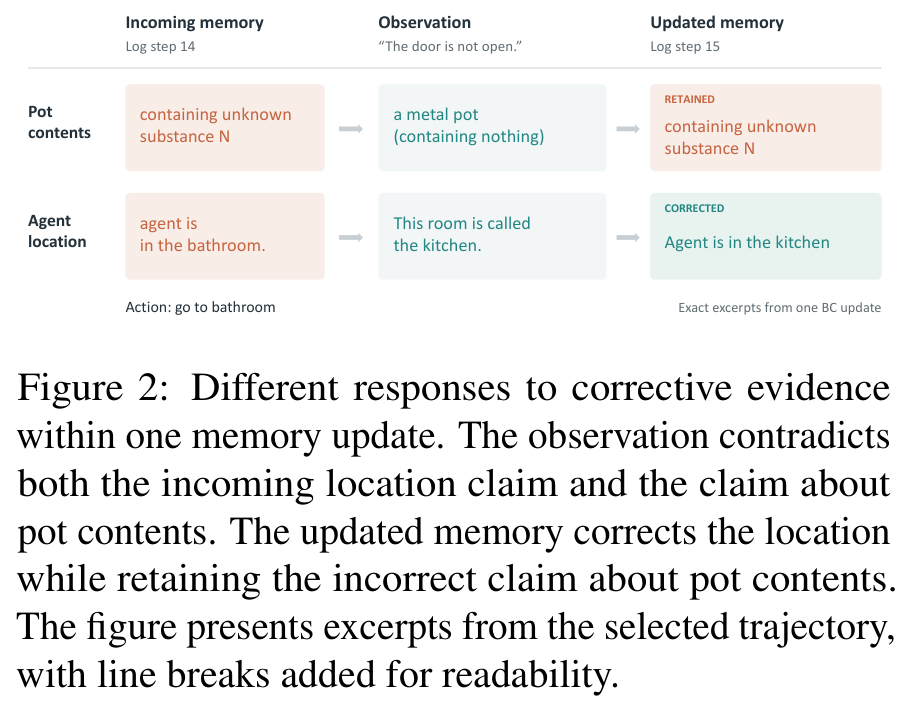 Incoming memory
Log step 14
Observation
“The door is not open.”
Updated memory
Log step 15
Pot
contents
containing unknown
substance N
a metal pot
(containing nothing)
RETAINED
containing unknown
substance N
Agent
location
agent is
in the bathroom.
This room is called
the kitchen.
CORRECTED
Agent is in the kitchen
Action: go to bathroom
Exact excerpts from one BC update
Figure 2: Different responses to corrective evidence
within one memory update. The observation contradicts
both the incoming location claim and the claim about
pot contents. The updated memory corrects the location
while retaining the incorrect claim about pot contents.
The figure presents excerpts from the selected trajectory,
with line breaks added for readability.